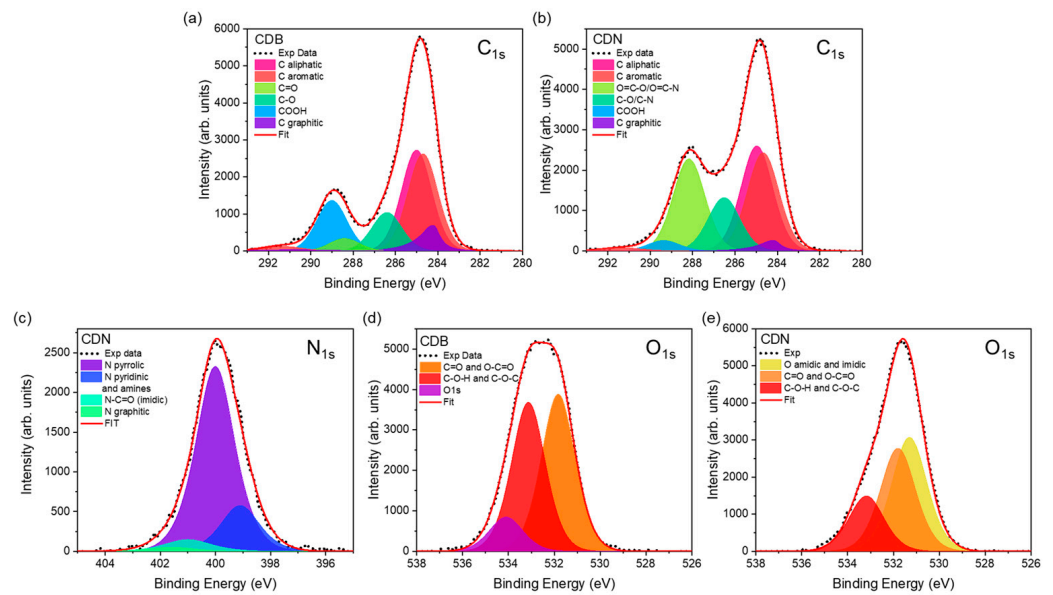 (a)
6000
5000
4000
3000
2000
1000
0
Intensity (arb. units)
CDB
Exp Data
C aliphatic
C aromatic
C=O
C-O
COOH
C graphitic
Fit
C1s
292 290 288 286 284 282 280
Binding Energy (eV)
(b)
5000
4000
3000
2000
1000
0
Intensity (arb. units)
CDN
Exp data
C aliphatic
C aromatic
O=C-O/O=C-N
C-O/C-N
COOH
C graphitic
Fit
C1s
292 290 288 286 284 282 280
Binding Energy (eV)
(c)
2500
2000
1500
1000
500
0
Intensity (arb. units)
CDN
Exp data
N pyrrolic
N pyridinic
and amines
N-C=O (imidic)
N graphitic
FIT
N1s
404 402 400 398 396
Binding Energy (eV)
(d)
5000
4000
3000
2000
1000
0
Intensity (arb. units)
CDB
Exp Data
C=O and O-C=O
C-O-H and C-O-C
O1s
Fit
O1s
538 536 534 532 530 528 526
Binding Energy (eV)
(e)
6000
5000
4000
3000
2000
1000
0
Intensity (arb. units)
CDN
Exp
O amidic and imidic
C=O and O-C=O
C-O-H and C-O-C
Fit
O1s
538 536 534 532 530 528 526
Binding Energy (eV)